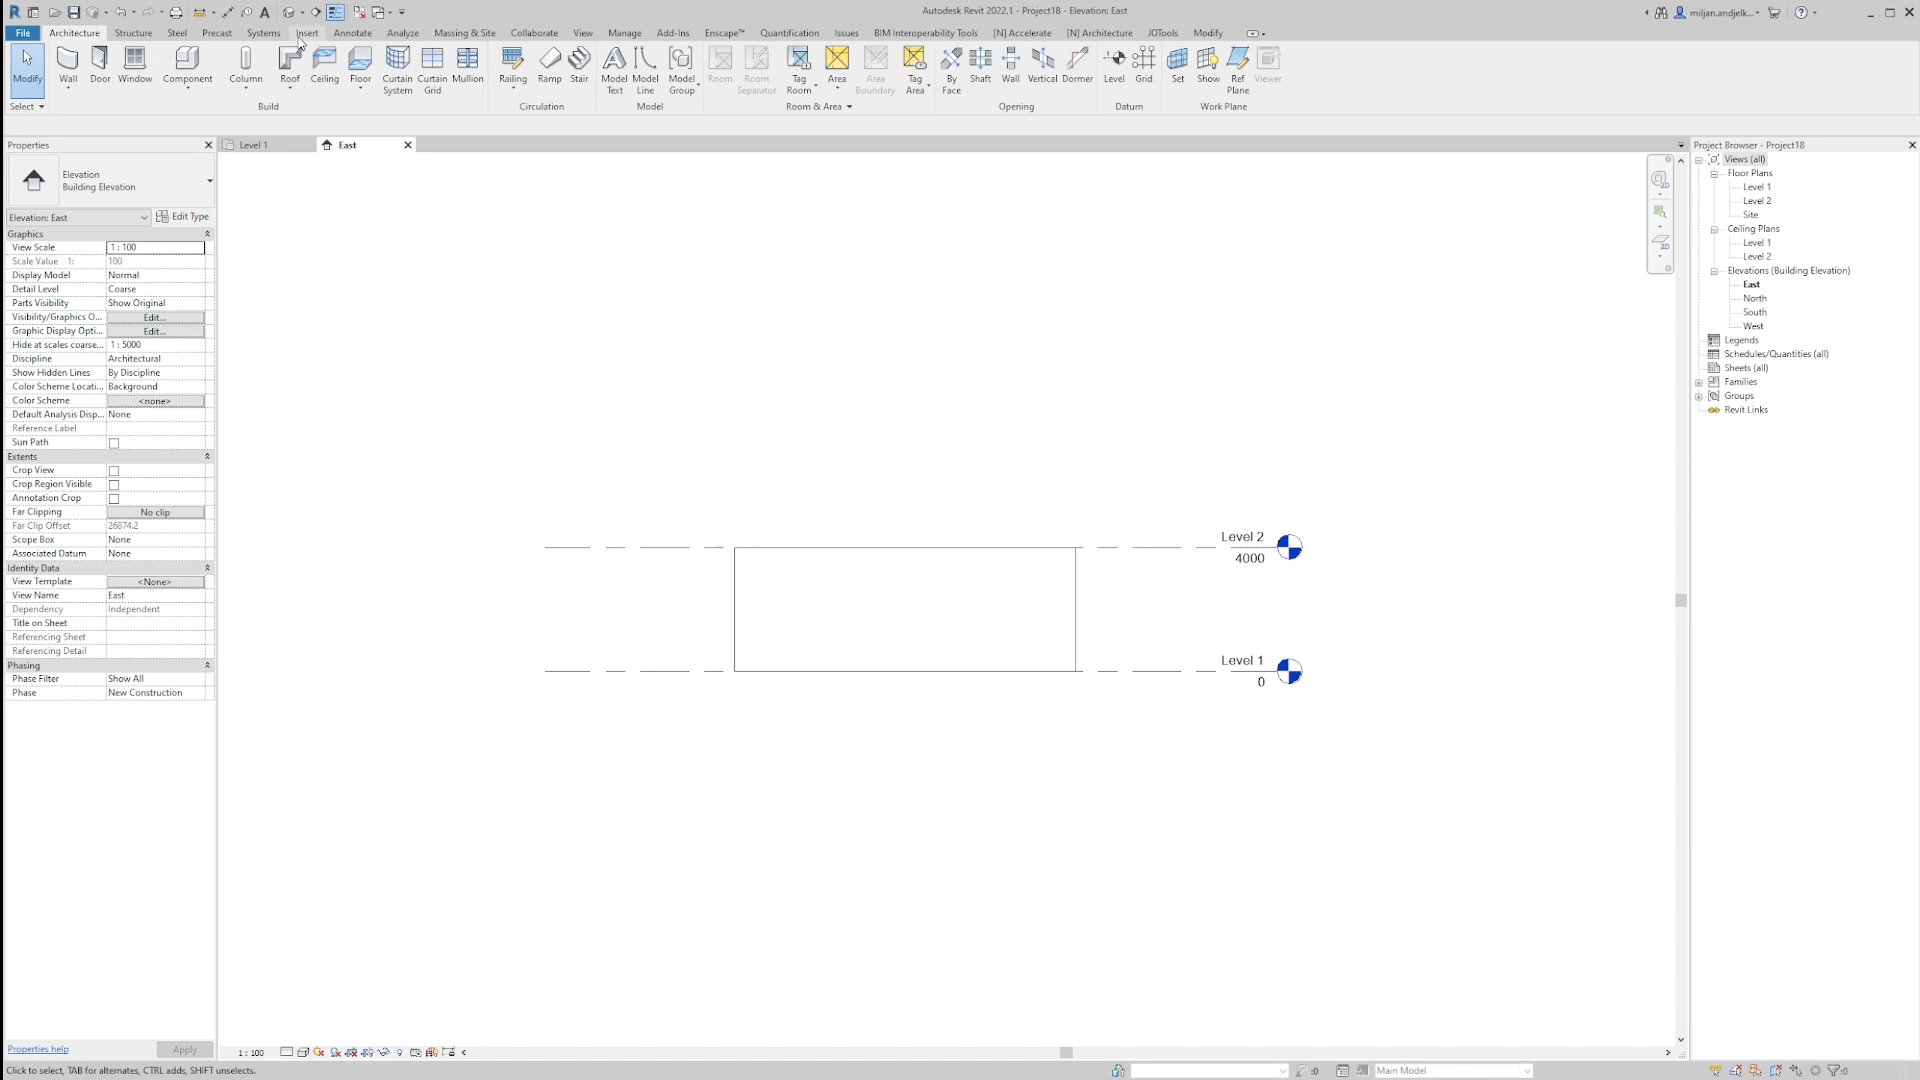 Autodesk Revit 2022.1 - Project18 - Elevation: East
miljan.andjelk...
File
Architecture
Structure
Steel
Precast
Systems
Insert
Annotate
Analyze
Massing & Site
Collaborate
View
Manage
Add-Ins
Enscape™
Quantification
Issues
BIM Interoperability Tools
[N] Accelerate
[N] Architecture
JOTools
Modify
Modify
Wall
Door
Window
Component
Column
Roof
Ceiling
Floor
Curtain
System
Curtain
Grid
Mullion
Railing
Ramp
Stair
Model
Text
Model
Line
Model
Group
Room
Room
Separator
Tag
Room
Area
Area
Boundary
Tag
Area
By
Face
Shaft
Wall
Vertical
Dormer
Level
Grid
Set
Show
Ref
Plane
Viewer
Select
Build
Circulation
Model
Room & Area
Opening
Datum
Work Plane
Properties
Elevation
Building Elevation
Elevation: East
Edit Type
Graphics
View Scale 1 : 100
Scale Value 1: 100
Display Model Normal
Detail Level Coarse
Parts Visibility Show Original
Visibility/Graphics O... Edit...
Graphic Display Opti... Edit...
Hide at scales coarse... 1 : 5000
Discipline Architectural
Show Hidden Lines By Discipline
Color Scheme Locati... Background
Color Scheme <none>
Default Analysis Disp... None
Reference Label
Sun Path
Extents
Crop View
Crop Region Visible
Annotation Crop
Far Clipping No clip
Far Clip Offset 26874.2
Scope Box None
Associated Datum None
Identity Data
View Template <None>
View Name East
Dependency Independent
Title on Sheet
Referencing Sheet
Referencing Detail
Phasing
Phase Filter Show All
Phase New Construction
Properties help
Apply
Level 1
East
Level 2
4000
Level 1
0
2D
2D
Project Browser - Project18
Views (all)
Floor Plans
Level 1
Level 2
Site
Ceiling Plans
Level 1
Level 2
Elevations (Building Elevation)
East
North
South
West
Legends
Schedules/Quantities (all)
Sheets (all)
Families
Groups
Revit Links
1 : 100
Click to select, TAB for alternates, CTRL adds, SHIFT unselects.
:0
Main Model
:0